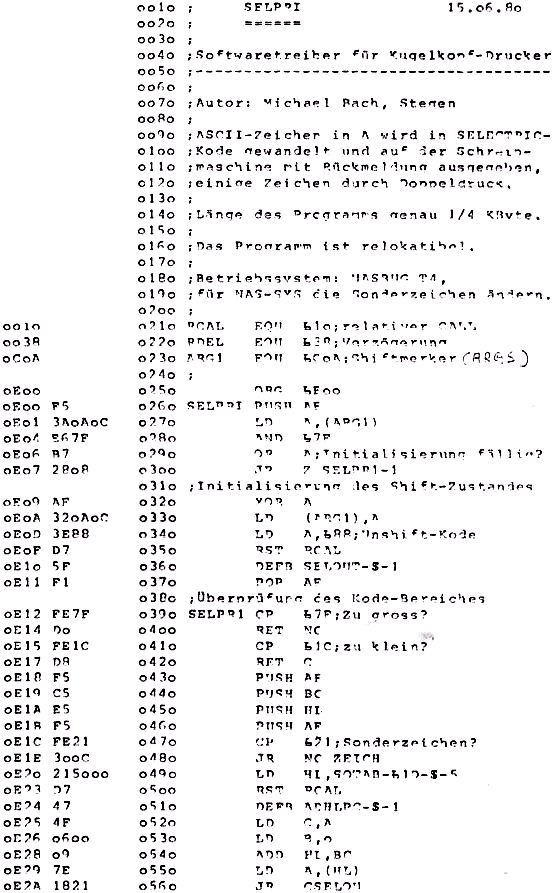 oo1o ; SELPRI 15.o6.8o
oo2o ; ======
oo3o ;
oo4o ;Softwaretreiber für Kugelkopf-Drucker
oo5o ;-------------------------------------
oo6o ;
oo7o ;Autor: Michael Bach, Stegen
oo8o ;
oo9o ;ASCII-Zeicher in A wird in SELECTRIC-
o1oo ;Kode gewandelt und auf der Schreib-
o11o ;maschine mit Rückmeldung ausgegeben,
o12o ;einige Zeichen durch Doppeldruck.
o13o ;
o14o ;Länge des Programms genau 1/4 KByte.
o15o ;
o16o ;Das Programm ist relokatibel.
o17o ;
o18o ;Betriebssystem: NASBUG T4,
o19o ;für NAS-SYS die Sonderzeichen ändern.
o2oo ;
oo1o o21o RCAL EQU &1o;relativer CALL
oo38 o22o RDEL EQU &38;Verzögerung
oCoA o23o ARG1 EQU &CoA;Shiftmerker (ARGS)
o24o ;
oEoo o25o ORG &Eoo
oEoo F5 o26o SELPRI PUSH AF
oEo1 3AoAoC o27o LD A,(ARG1)
oEo4 E67F o28o AND &7F
oEo6 B7 o29o OR A;Initialisierung fällig?
oEo7 28o8 o3oo JR Z SELPR1-1
o31o ;Initialisierung des Shift-Zustandes
oEo9 AF o32o XOR A
oEoA 32oAoC o33o LD (ARG1),A
oEoD 3E88 o34o LD A,&88;Unshift-Kode
oEoF D7 o35o RST RCAL
oE1o 5F o36o DEFB SELOUT-$-1
oE11 F1 o37o POP AF
o38o ;Überprüfung des Kode-Bereiches
oE12 FE7F o39o SELPR1 CP &7F;Zu gross?
oE14 Do o4oo RET NC
oE15 FE1C o41o CP &1C;zu klein?
oE17 D8 o42o RET C
oE18 F5 o43o PUSH AF
oE19 C5 o44o PUSH BC
oE1A E5 o45o PUSH HL
oE1B F5 o46o PUSH AF
oE1C FE21 o47o CP &21;Sonderzeichen?
oE1E 3ooC o48o JR NC ZEICH
oE2o 215ooo o49o LD HL,SOTAB-&1D-$-5
oE23 D7 o5oo RST RCAL
oE24 47 o51o DEFB ADHLPC-$-1
oE25 4F o52o LD C,A
oE26 o6oo o53o LD B,o
oE28 o9 o54o ADD HL,BC
oE29 7E o55o LD A,(HL)
oE2A 1821 o56o JR CSELOU